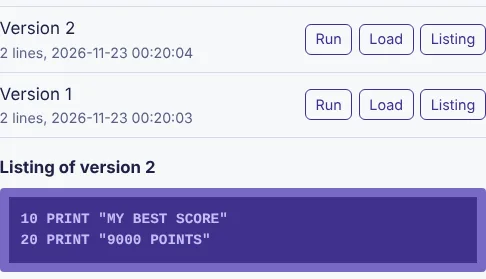 Version 2
2 lines, 2026-11-23 00:20:04
Run Load Listing
Version 1
2 lines, 2026-11-23 00:20:03
Run Load Listing
Listing of version 2
10 PRINT "MY BEST SCORE"
20 PRINT "9000 POINTS"